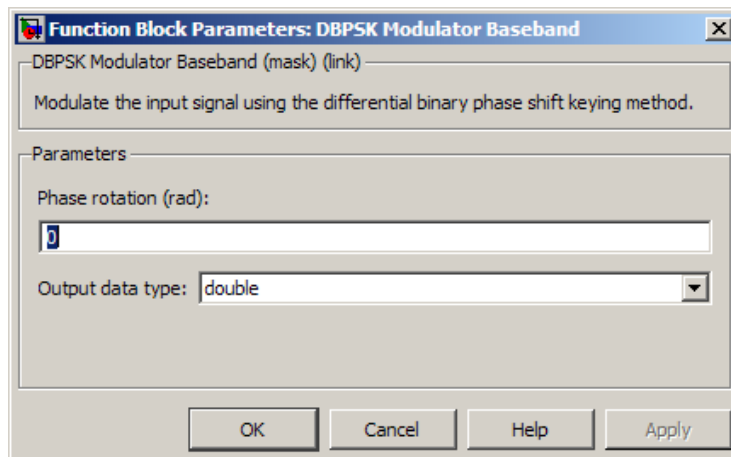 Function Block Parameters: DBPSK Modulator Baseband
DBPSK Modulator Baseband (mask) (link)
Modulate the input signal using the differential binary phase shift keying method.
Parameters
Phase rotation (rad):
0
Output data type: double
OK Cancel Help Apply